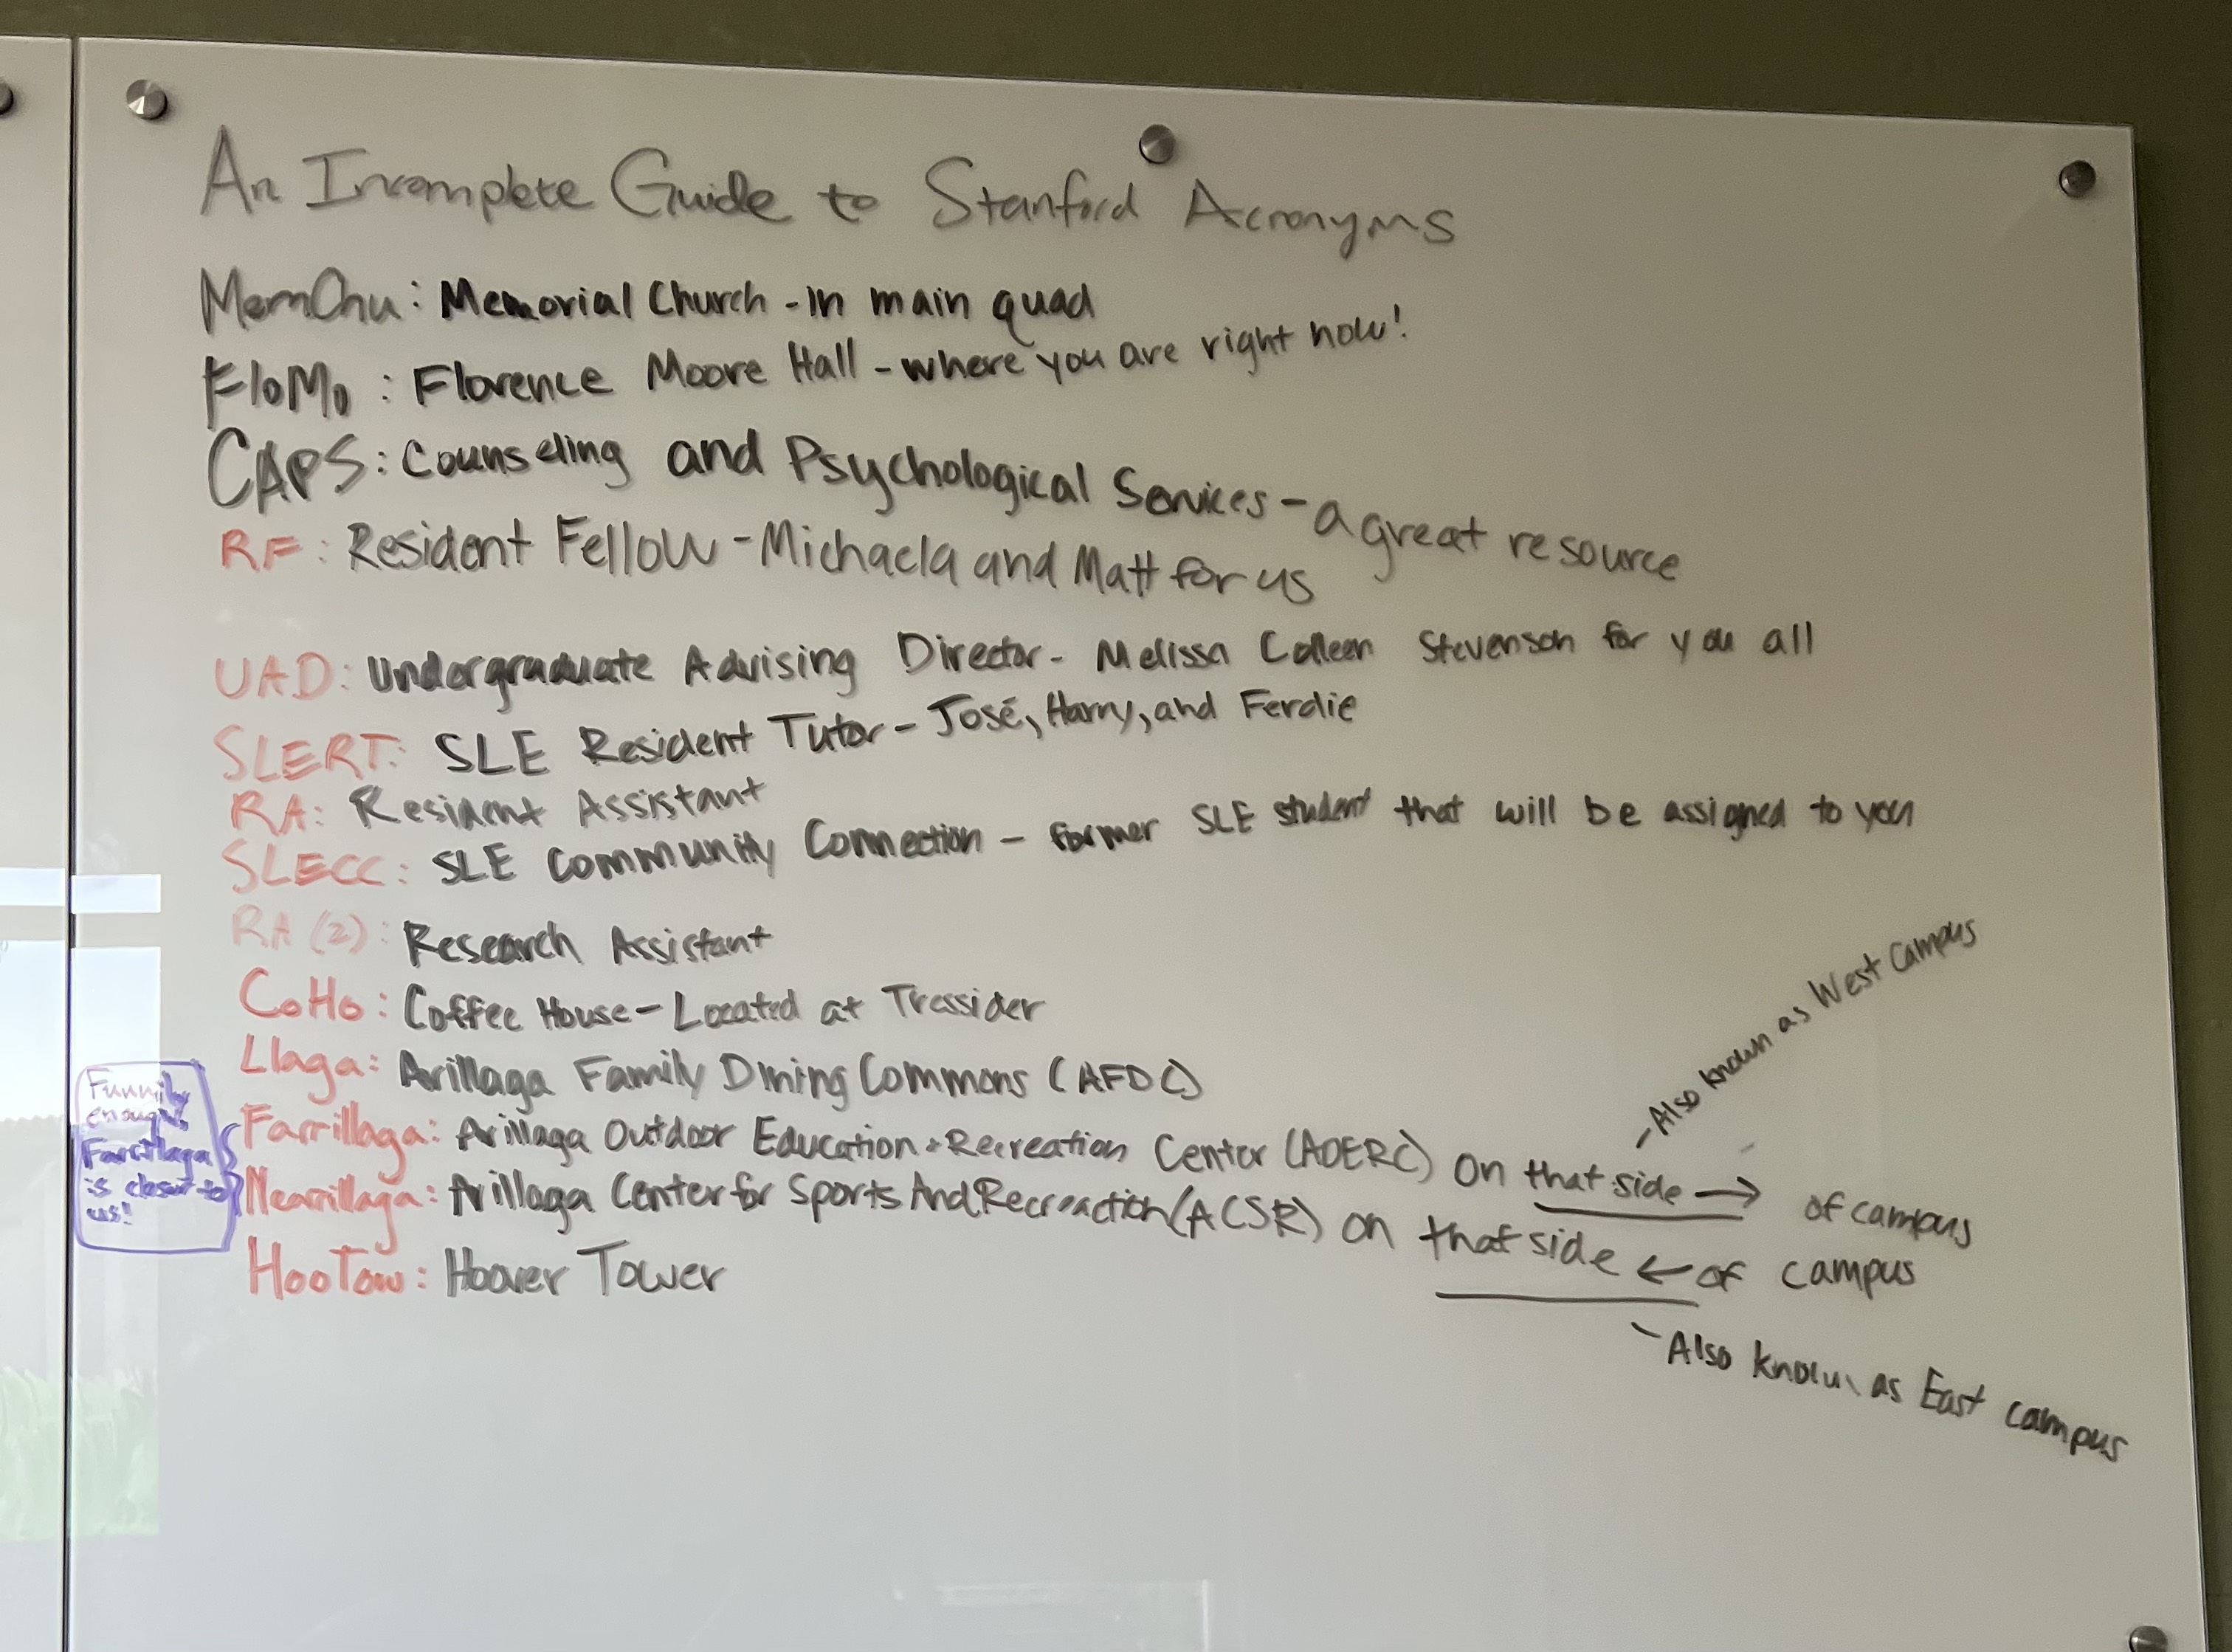 An Incomplete Guide to Stanford Acronyms
MemChu: Memorial Church - in main quad
FloMo: Florence Moore Hall - where you are right now!
CAPS: Counseling and Psychological Services - a great resource
RF: Resident Fellow - Michaela and Matt for us
UAD: Undergraduate Advising Director - Melissa Colleen Stevenson for you all
SLERT: SLE Resident Tutor - José, Harry, and Ferdie
RA: Resident Assistant
SLECC: SLE Community Connection - former SLE student that will be assigned to you
RA (2): Research Assistant
CoHo: Coffee House - Located at Tressider
Llaga: Arillaga Family Dining Commons (AFDC)
Farrillaga: Arillaga Outdoor Education + Recreation Center (AOERC) on that side → of campus
- Also known as West Campus
Nearillaga: Arillaga Center for Sports And Recreaction (ACSR) on that side ← of campus
- Also known as East campus
Funnily
enough,
Farrillaga
is closer to
us!
HooTow: Hoover Tower